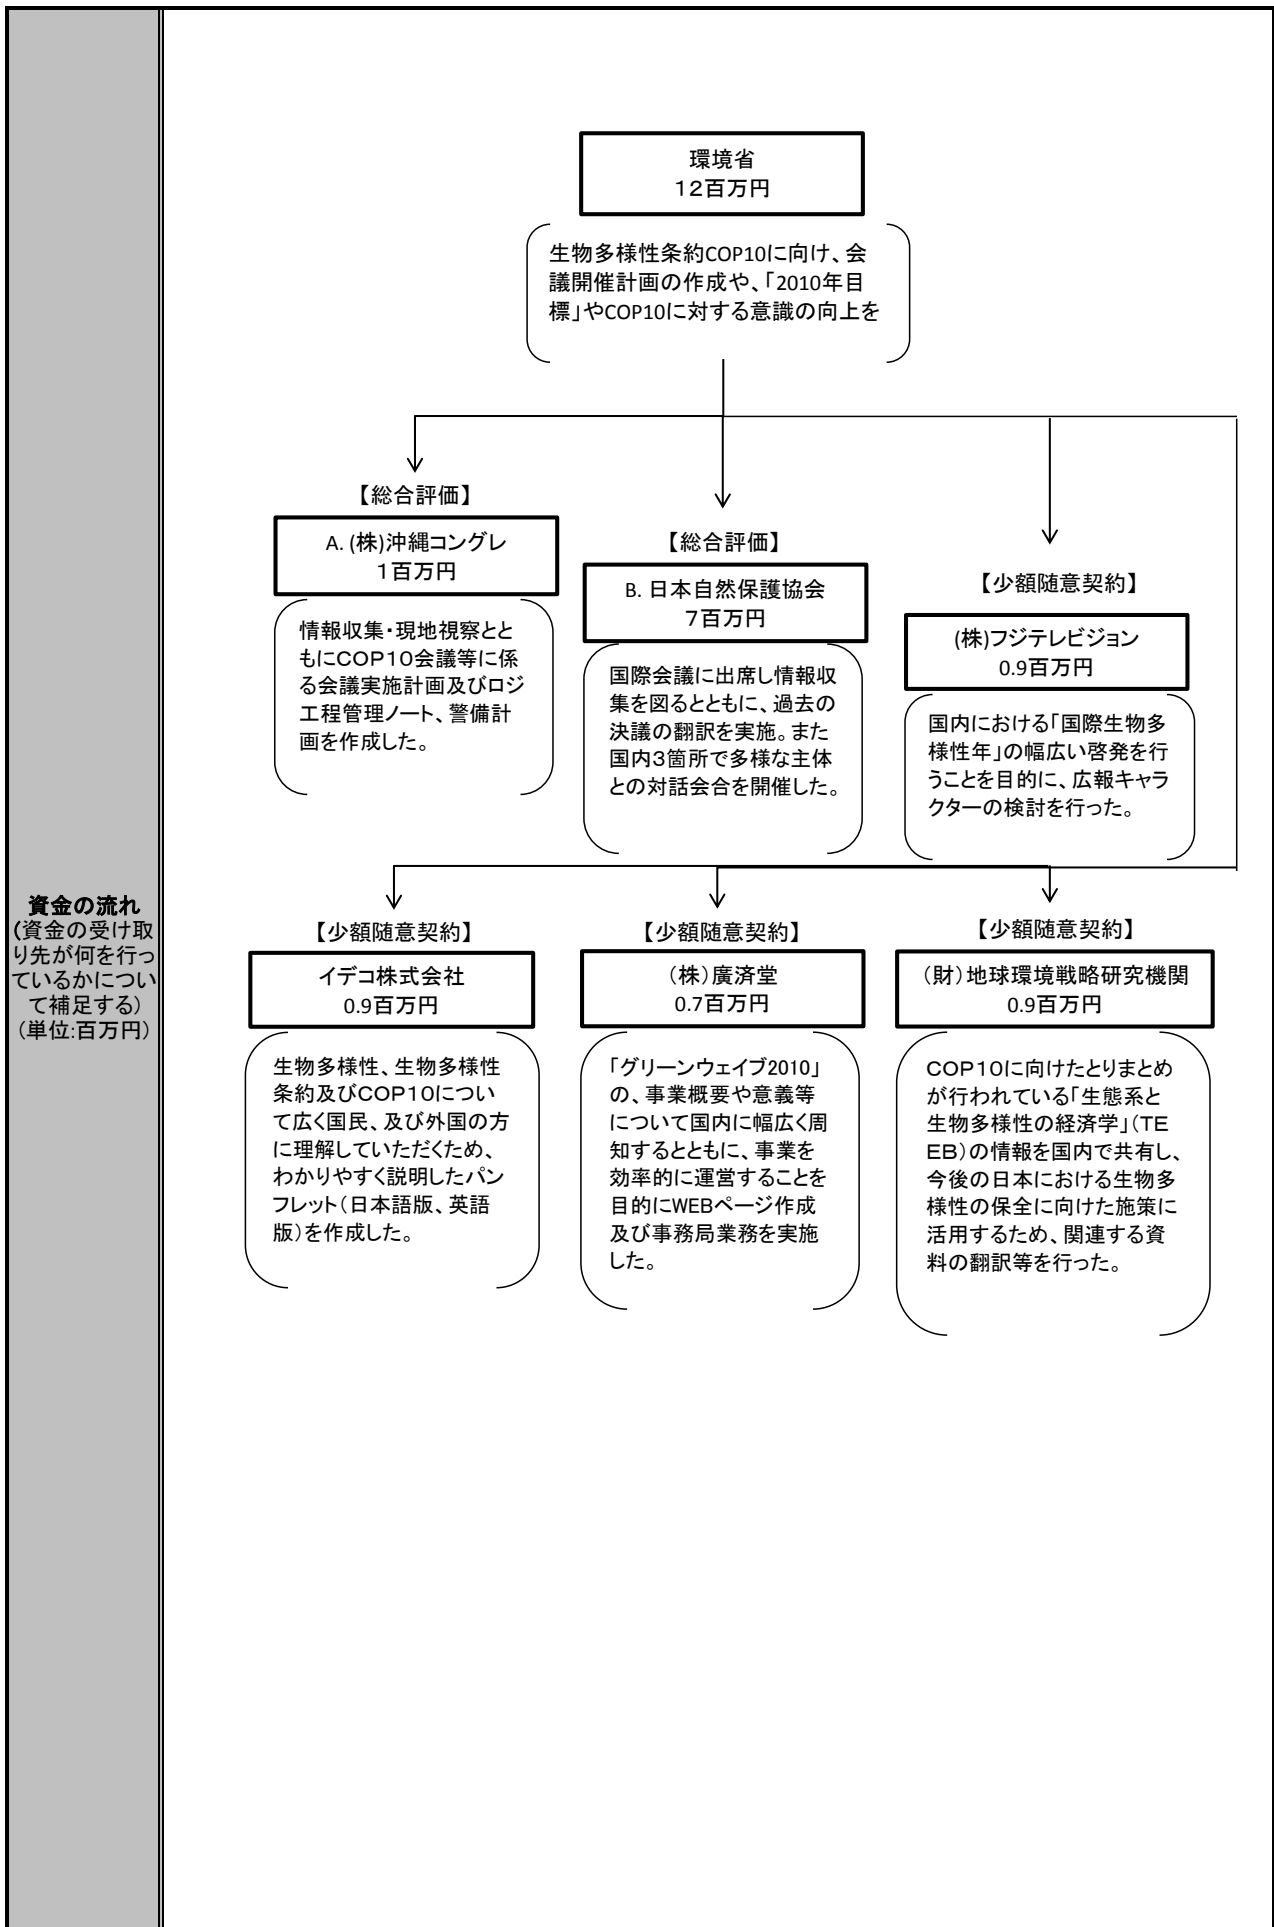 環境省
12百万円
生物多様性条約COP10に向け、会
議開催計画の作成や、「2010年目
標」やCOP10に対する意識の向上を
【総合評価】
A. (株)沖縄コングレ
1百万円
情報収集・現地視察とと
もにCOP10会議等に係
る会議実施計画及びロジ
工程管理ノート、警備計
画を作成した。
【総合評価】
B. 日本自然保護協会
7百万円
国際会議に出席し情報収
集を図るとともに、過去の
決議の翻訳を実施。また
国内3箇所で多様な主体
との対話会合を開催した。
【少額随意契約】
(株)フジテレビジョン
0.9百万円
国内における「国際生物多
様性年」の幅広い啓発を行
うことを目的に、広報キャラ
クターの検討を行った。
資金の流れ
(資金の受け取
り先が何を行っ
ているかについ
て補足する)
(単位:百万円)
【少額随意契約】
イデコ株式会社
0.9百万円
生物多様性、生物多様性
条約及びCOP10につい
て広く国民、及び外国の方
に理解していただくため、
わかりやすく説明したパン
フレット(日本語版、英語
版)を作成した。
【少額随意契約】
(株)廣済堂
0.7百万円
「グリーンウェイブ2010」
の、事業概要や意義等
について国内に幅広く周
知するとともに、事業を
効率的に運営することを
目的にWEBページ作成
及び事務局業務を実施
した。
【少額随意契約】
(財)地球環境戦略研究機関
0.9百万円
COP10に向けたとりまとめ
が行われている「生態系と
生物多様性の経済学」(TE
EB)の情報を国内で共有し、
今後の日本における生物多
様性の保全に向けた施策に
活用するため、関連する資
料の翻訳等を行った。